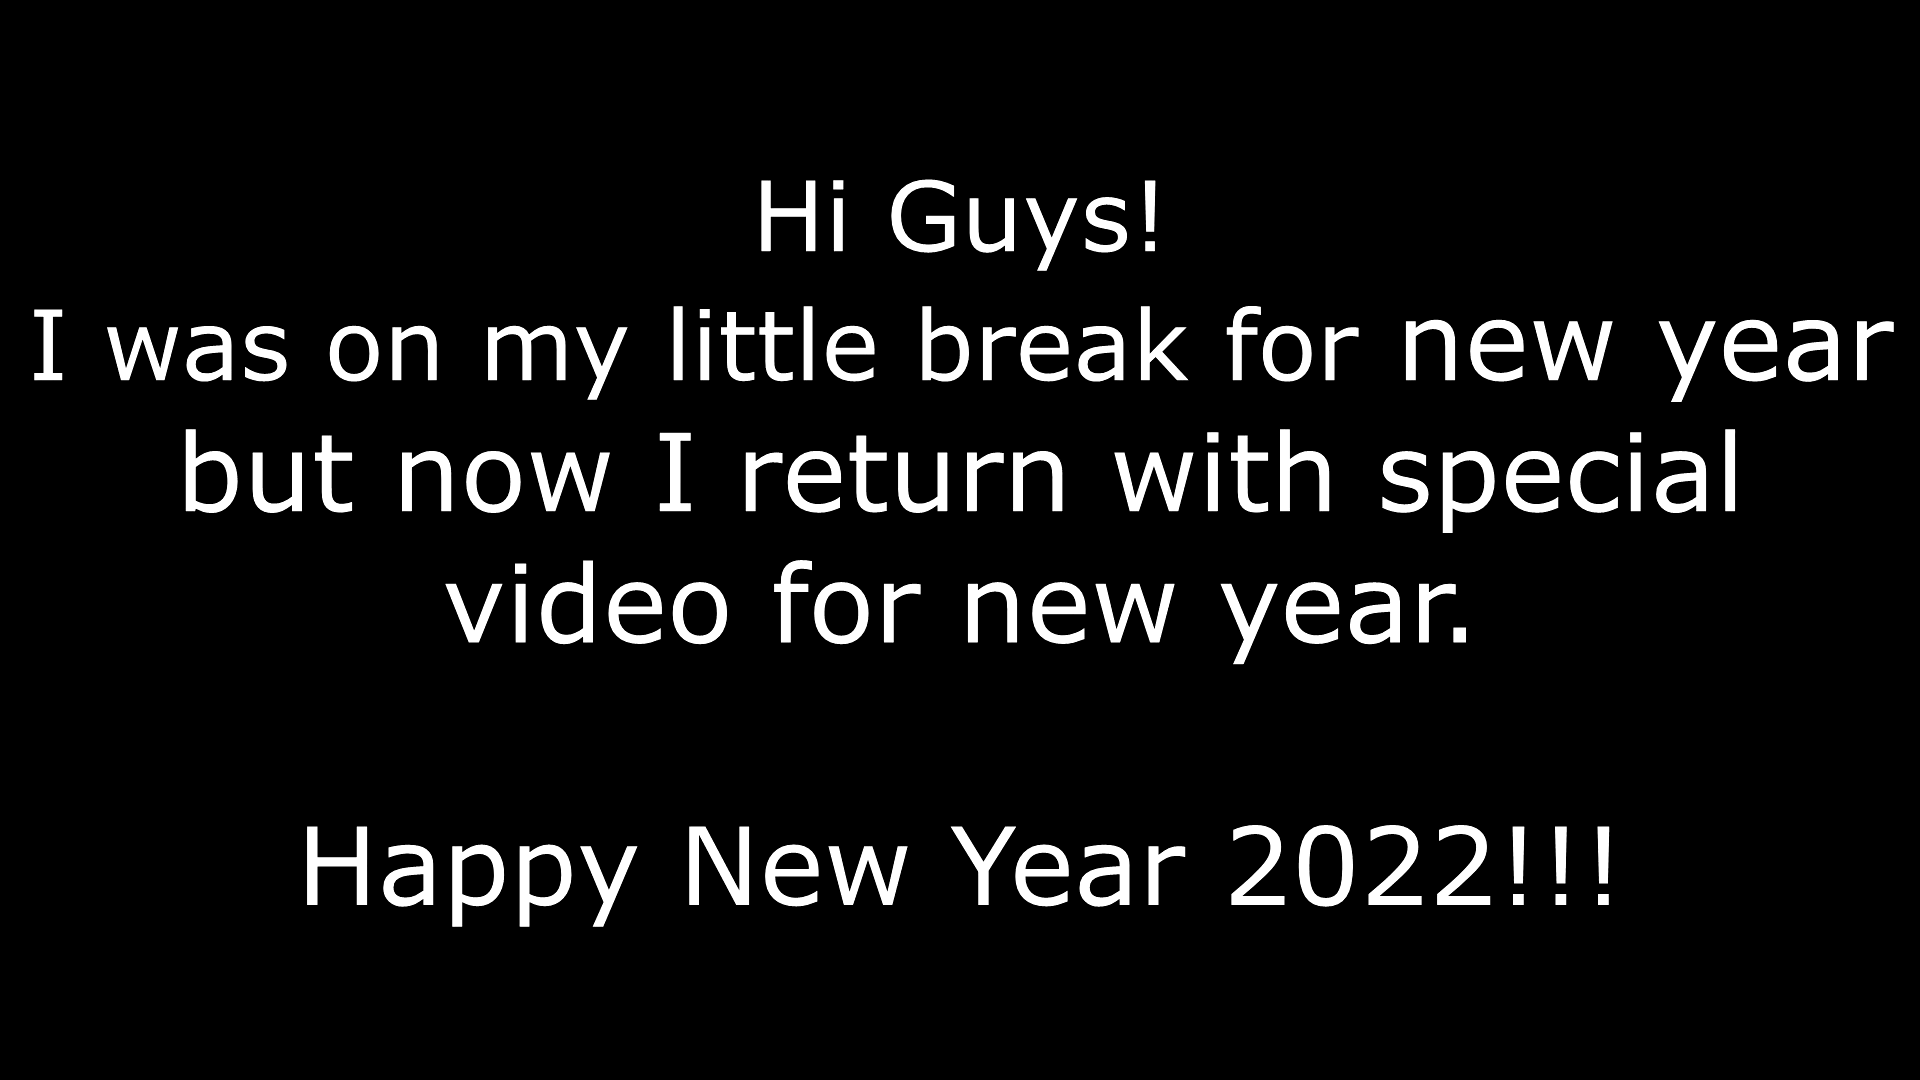 Hi Guys!
I was on my little break for new year
but now I return with special
video for new year.
Happy New Year 2022!!!